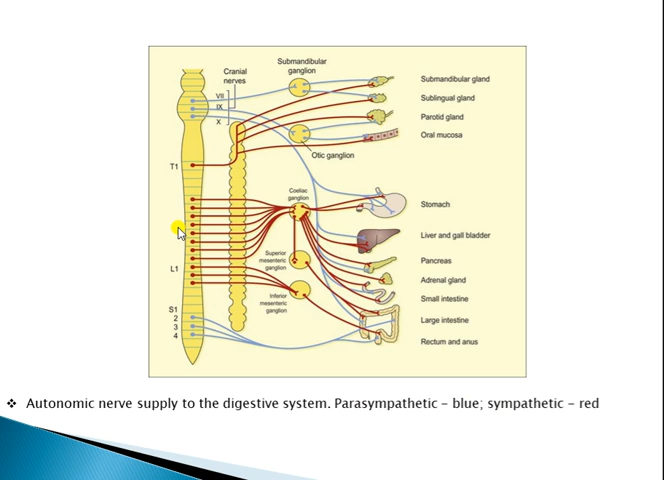 Submandibular
ganglion
Cranial
nerves
VII
IX
X
Submandibular gland
Sublingual gland
Parotid gland
Oral mucosa
Otic ganglion
T1
Coeliac
ganglion
Stomach
Liver and gall bladder
Superior
mesenteric
ganglion
Pancreas
L1
Adrenal gland
Inferior
mesenteric
ganglion
Small intestine
S1
2
3
4
Large intestine
Rectum and anus
❖ Autonomic nerve supply to the digestive system. Parasympathetic – blue; sympathetic – red